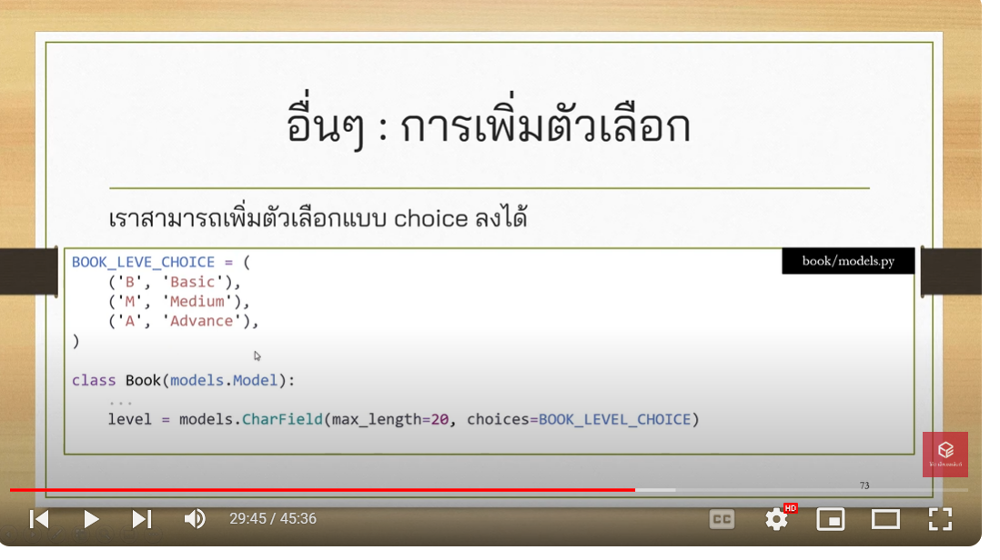 อื่นๆ : การเพิ่มตัวเลือก
เราสามารถเพิ่มตัวเลือกแบบ choice ลงได้
book/models.py
BOOK_LEVE_CHOICE = (
('B', 'Basic'),
('M', 'Medium'),
('A', 'Advance'),
)
class Book(models.Model):
...
level = models.CharField(max_length=20, choices=BOOK_LEVEL_CHOICE)
73
29:45 / 45:36
CC
HD